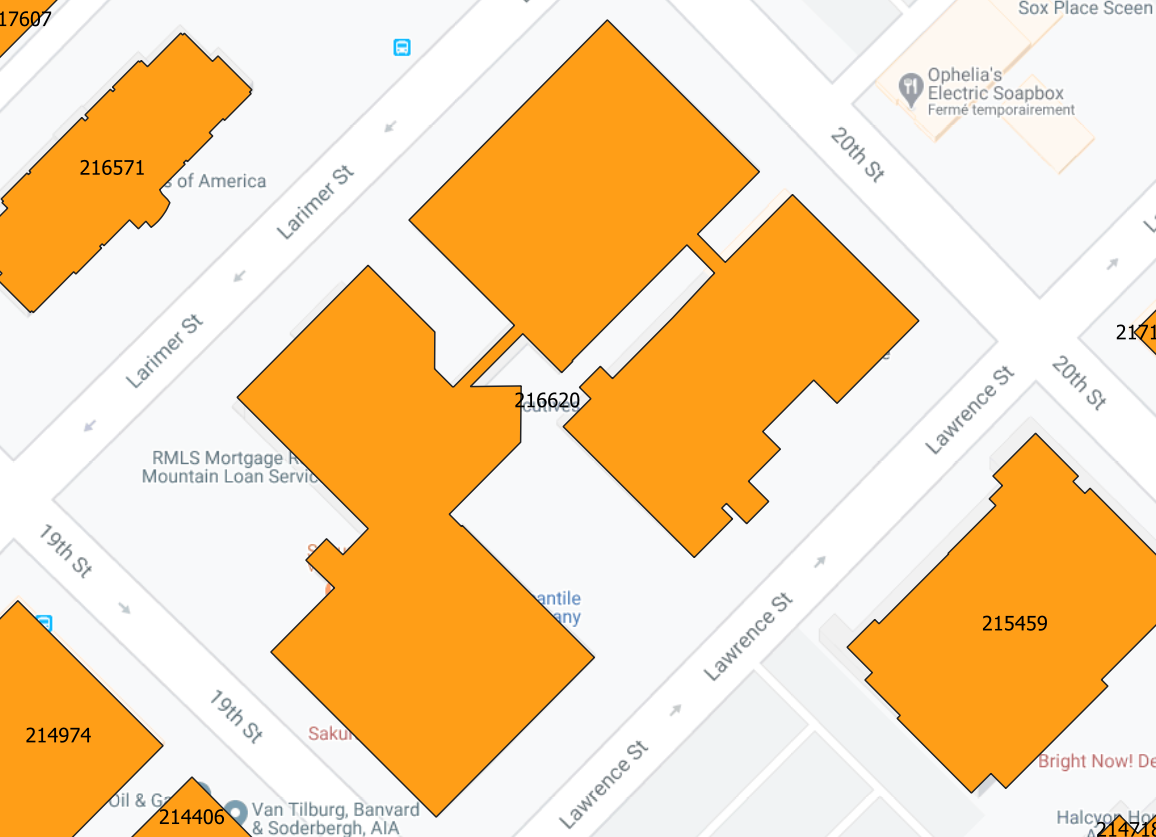 17607
Sox Place Sceen
Ophelia's
Electric Soapbox
Fermé temporairement
20th St
216571
s of America
Larimer St
Larimer St
2171
20th St
216620
Lawrence St
RMLS Mortgage R
Mountain Loan Servic
19th St
antile
any
Lawrence St
215459
214974
19th St
Sakur
Lawrence St
Bright Now! De
Oil & Ga
214406
Van Tilburg, Banvard
& Soderbergh, AIA
Halcyon Ho
214718